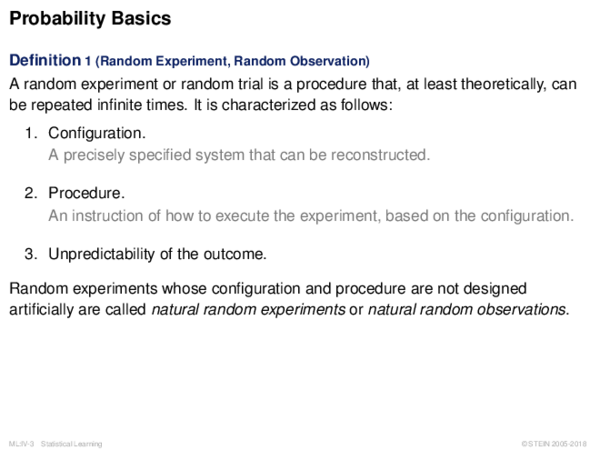 Probability Basics
Definition 1 (Random Experiment, Random Observation)
A random experiment or random trial is a procedure that, at least theoretically, can
be repeated infinite times. It is characterized as follows:
1. Configuration.
A precisely specified system that can be reconstructed.
2. Procedure.
An instruction of how to execute the experiment, based on the configuration.
3. Unpredictability of the outcome.
Random experiments whose configuration and procedure are not designed
artificially are called natural random experiments or natural random observations.
ML:IV-3 Statistical Learning © STEIN 2005-2018